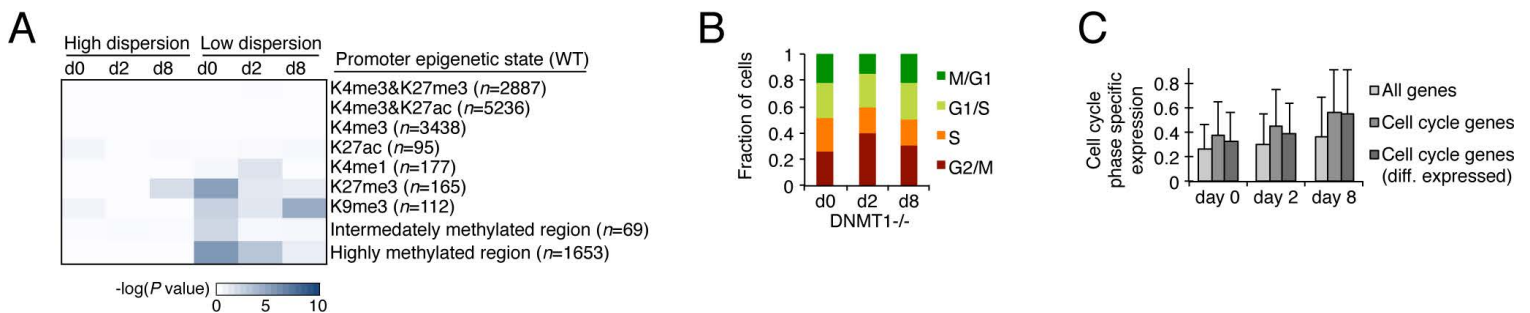 A
High dispersion Low dispersion
d0 d2 d8 d0 d2 d8
Promoter epigenetic state (WT)
K4me3&K27me3 (n=2887)
K4me3&K27ac (n=5236)
K4me3 (n=3438)
K27ac (n=95)
K4me1 (n=177)
K27me3 (n=165)
K9me3 (n=112)
Intermedately methylated region (n=69)
Highly methylated region (n=1653)
-log(P value)
0 5 10
B
Fraction of cells
1
0.8
0.6
0.4
0.2
0
d0 d2 d8
DNMT1-/-
M/G1
G1/S
S
G2/M
C
Cell cycle
phase specific
expression
0.8
0.6
0.4
0.2
0
day 0 day 2 day 8
All genes
Cell cycle genes
Cell cycle genes
(diff. expressed)